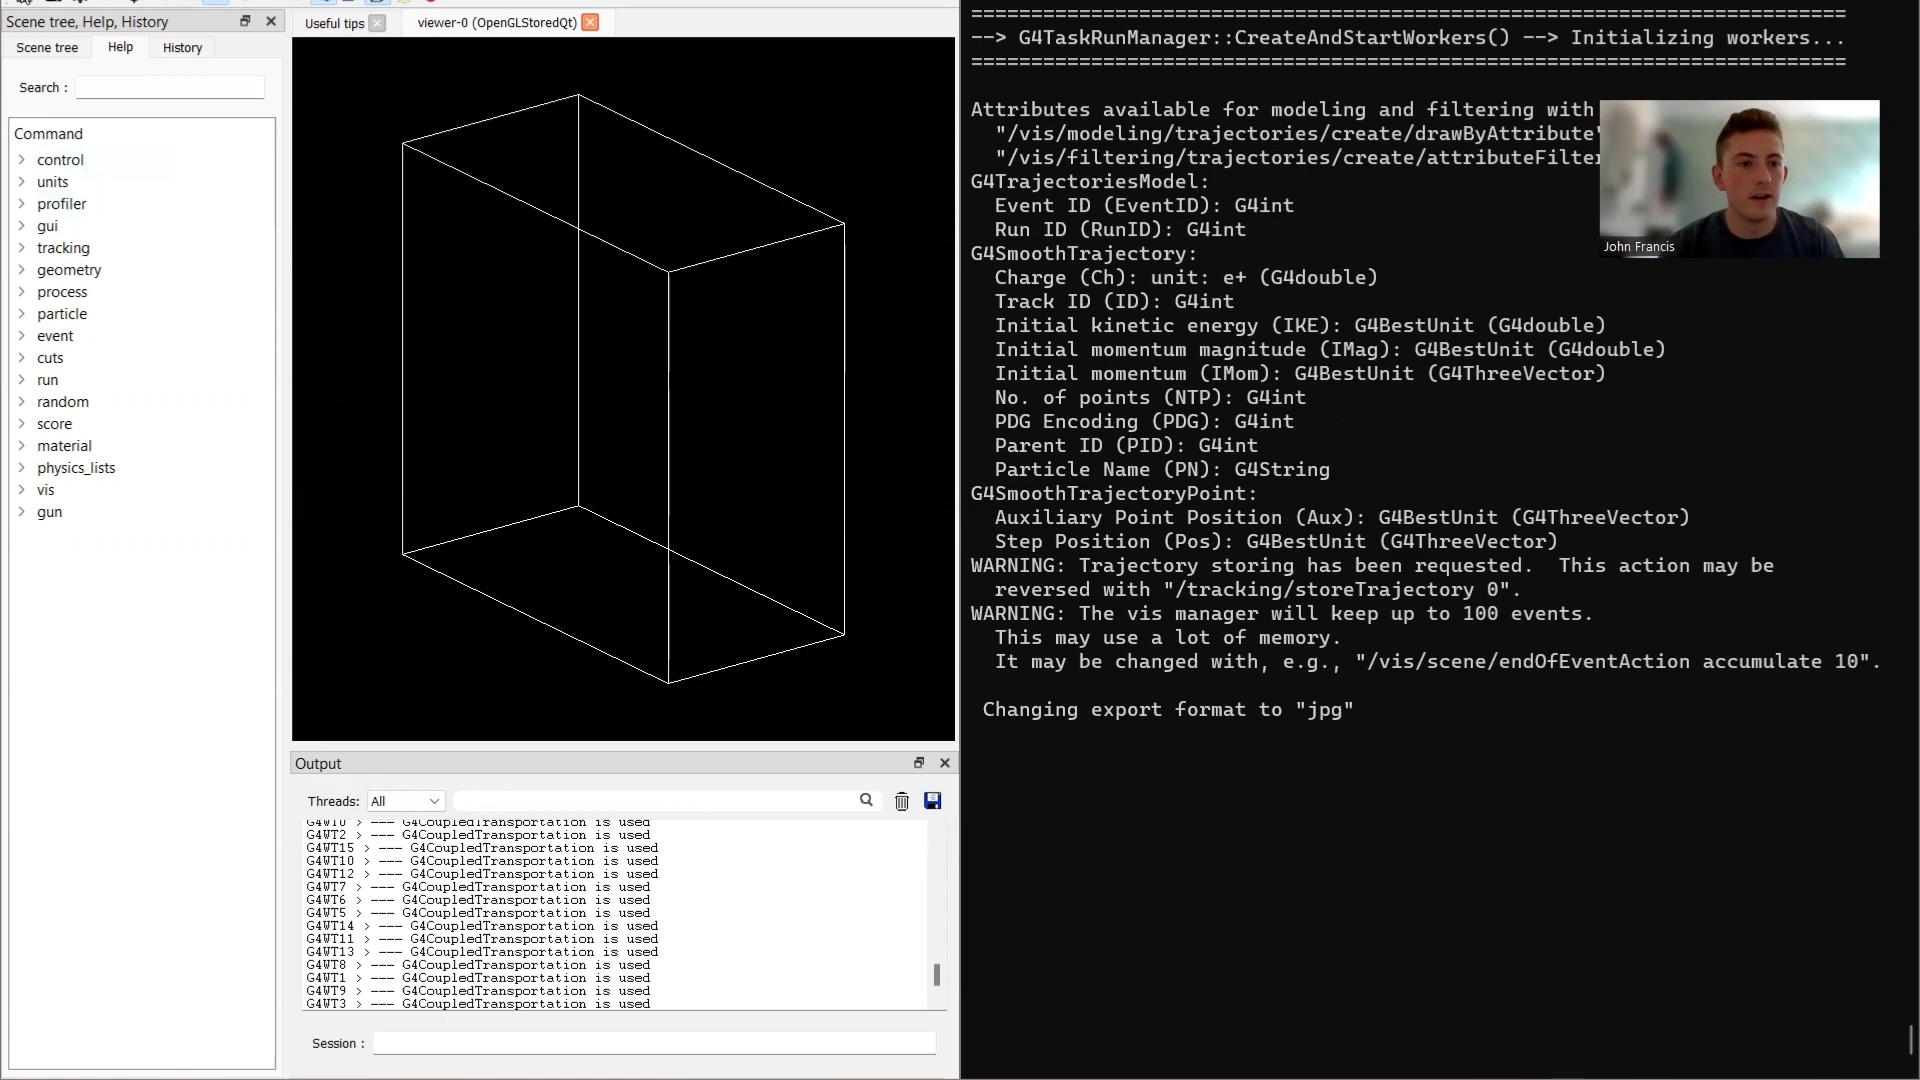 Scene tree, Help, History
Scene tree
Help
History
Search :
Command
control
units
profiler
gui
tracking
geometry
process
particle
event
cuts
run
random
score
material
physics_lists
vis
gun
Useful tips
viewer-0 (OpenGLStoredQt)
Output
Threads: All
G4WT0 > --- G4CoupledTransportation is used
G4WT2 > --- G4CoupledTransportation is used
G4WT15 > --- G4CoupledTransportation is used
G4WT10 > --- G4CoupledTransportation is used
G4WT12 > --- G4CoupledTransportation is used
G4WT7 > --- G4CoupledTransportation is used
G4WT6 > --- G4CoupledTransportation is used
G4WT5 > --- G4CoupledTransportation is used
G4WT14 > --- G4CoupledTransportation is used
G4WT11 > --- G4CoupledTransportation is used
G4WT13 > --- G4CoupledTransportation is used
G4WT8 > --- G4CoupledTransportation is used
G4WT1 > --- G4CoupledTransportation is used
G4WT9 > --- G4CoupledTransportation is used
G4WT3 > --- G4CoupledTransportation is used
Session :
=========================================================================
--> G4TaskRunManager::CreateAndStartWorkers() --> Initializing workers...
=========================================================================
Attributes available for modeling and filtering with
"/vis/modeling/trajectories/create/drawByAttribute"
"/vis/filtering/trajectories/create/attributeFilter
G4TrajectoriesModel:
Event ID (EventID): G4int
Run ID (RunID): G4int
G4SmoothTrajectory:
Charge (Ch): unit: e+ (G4double)
Track ID (ID): G4int
Initial kinetic energy (IKE): G4BestUnit (G4double)
Initial momentum magnitude (IMag): G4BestUnit (G4double)
Initial momentum (IMom): G4BestUnit (G4ThreeVector)
No. of points (NTP): G4int
PDG Encoding (PDG): G4int
Parent ID (PID): G4int
Particle Name (PN): G4String
G4SmoothTrajectoryPoint:
Auxiliary Point Position (Aux): G4BestUnit (G4ThreeVector)
Step Position (Pos): G4BestUnit (G4ThreeVector)
WARNING: Trajectory storing has been requested.  This action may be
reversed with "/tracking/storeTrajectory 0".
WARNING: The vis manager will keep up to 100 events.
This may use a lot of memory.
It may be changed with, e.g., "/vis/scene/endOfEventAction accumulate 10".
Changing export format to "jpg"
John Francis